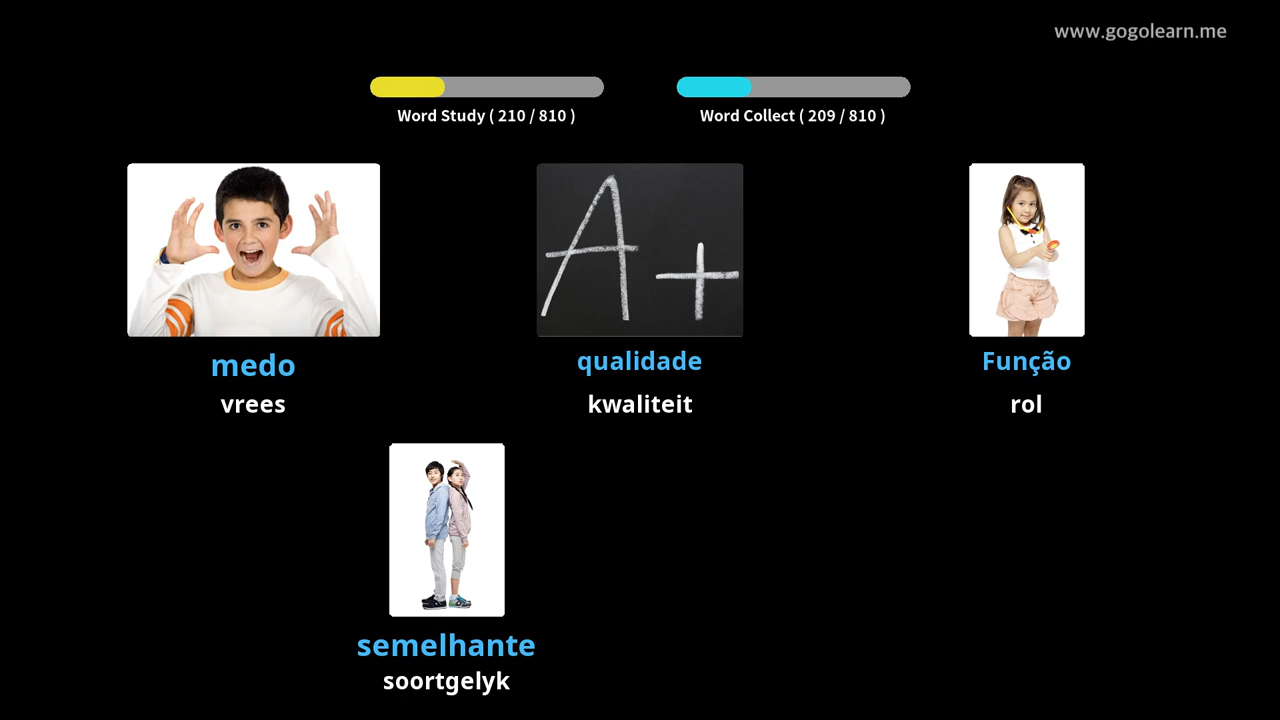 www.gogolearn.me
Word Study ( 210 / 810 )
Word Collect ( 209 / 810 )
A+
medo
qualidade
Função
vrees
kwaliteit
rol
semelhante
soortgelyk